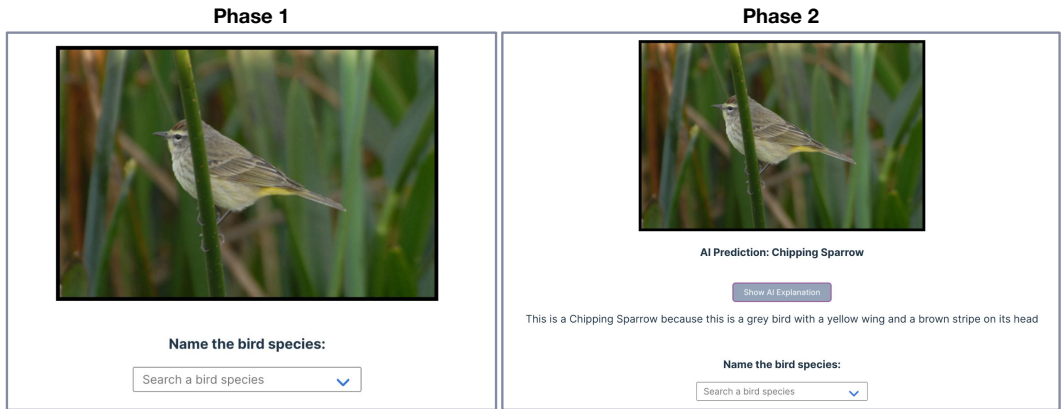 Phase 1
Name the bird species:
Search a bird species
Phase 2
AI Prediction: Chipping Sparrow
Show AI Explanation
This is a Chipping Sparrow because this is a grey bird with a yellow wing and a brown stripe on its head
Name the bird species:
Search a bird species